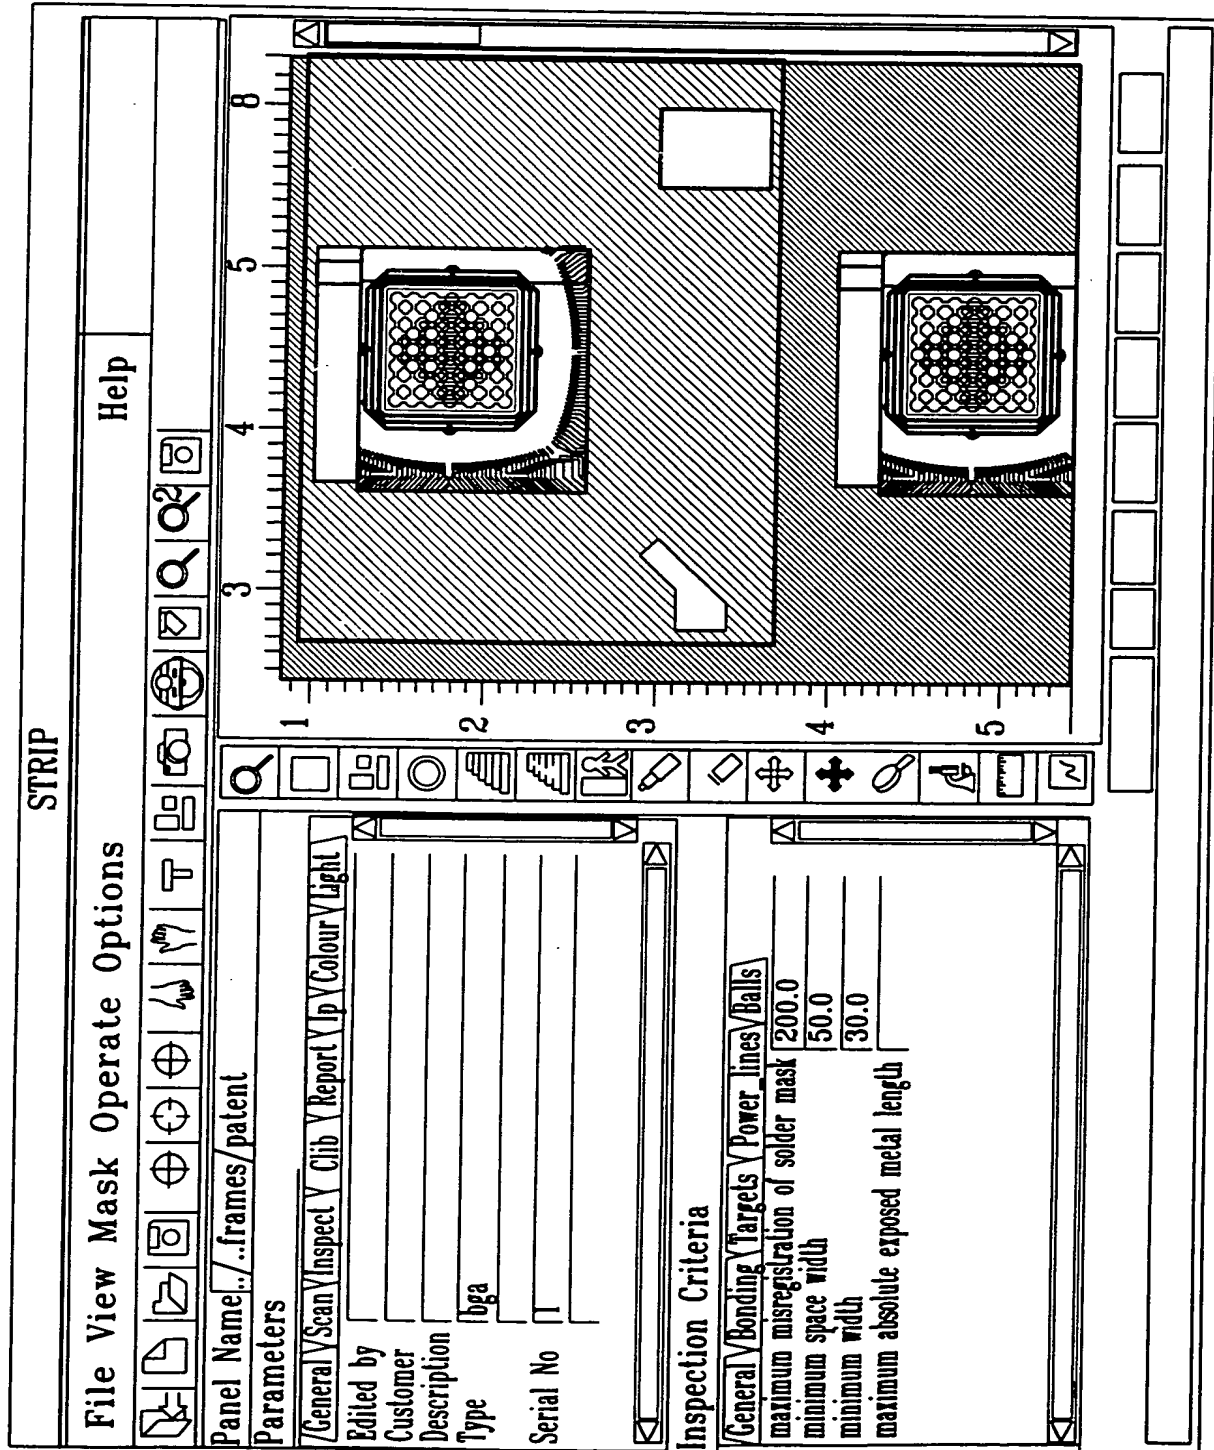 STRIP
File View Mask Operate Options Help
Panel Name ../..frames/patent
Parameters
General Scan Inspect Clib Report Ip Colour Light
Edited by
Customer
Description
Type bga
Serial No 1
Inspection Criteria
General Bonding Targets Power_lines Balls
maximum misregistration of solder mask 200.0
minimum space width 50.0
minimum width 30.0
maximum absolute exposed metal length
2
3 4 5 8
1
2
3
4
5